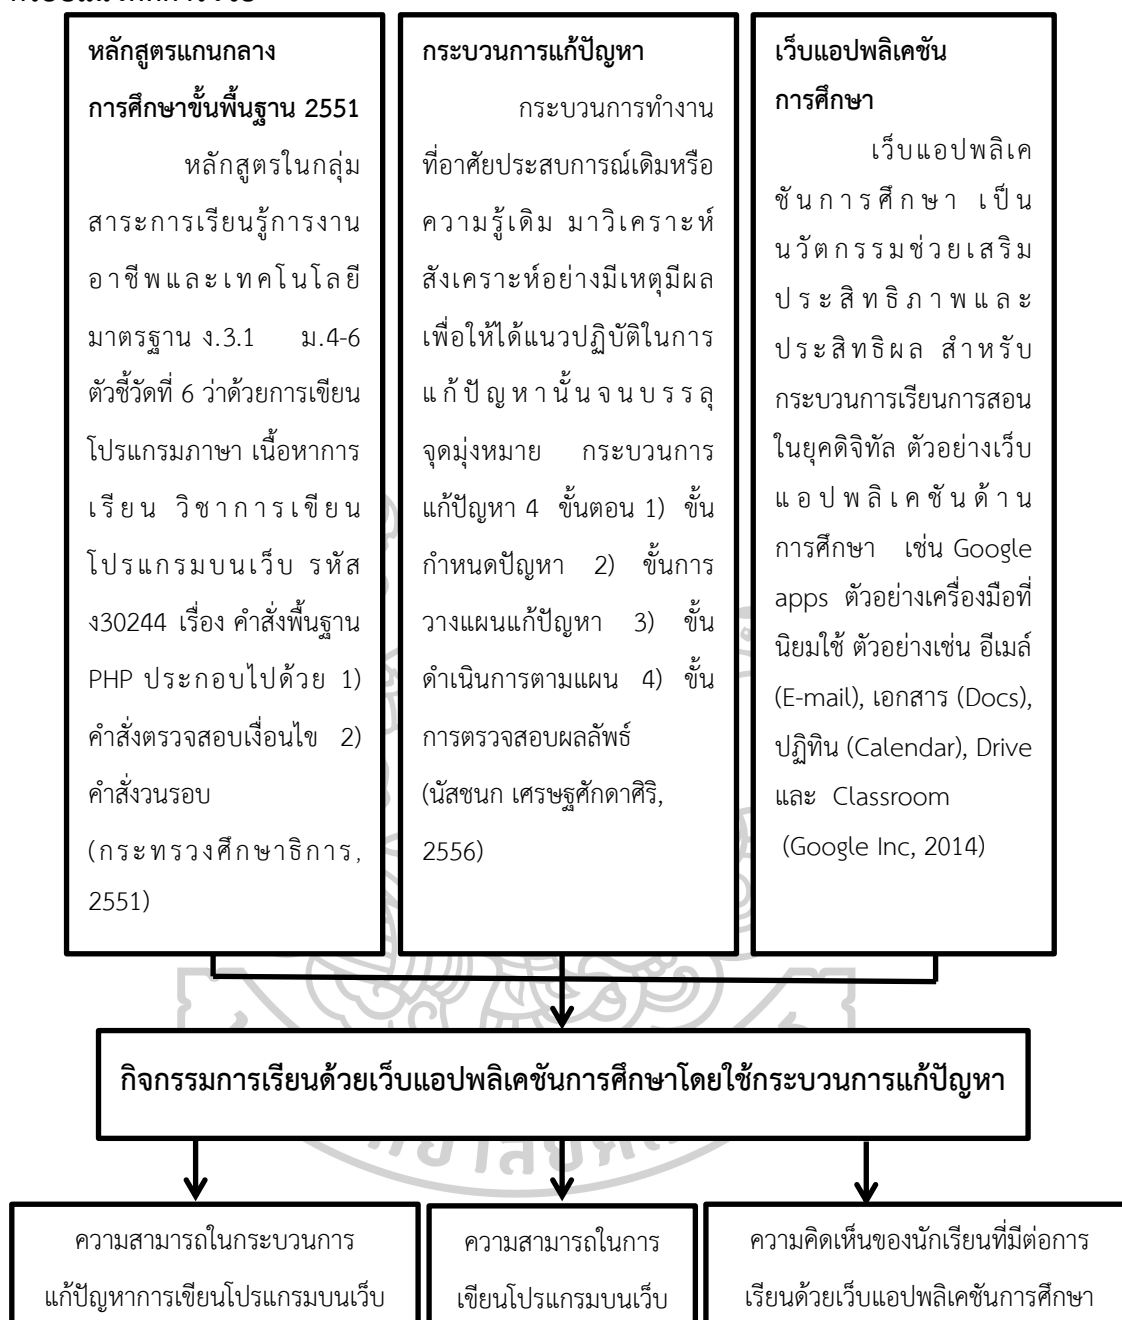 หลักสูตรแกนกลาง
การศึกษาขั้นพื้นฐาน 2551
หลักสูตรในกลุ่ม
สาระการเรียนรู้การงาน
อาชีพและเทคโนโลยี
มาตรฐาน ง.3.1 ม.4-6
ตัวชี้วัดที่ 6 ว่าด้วยการเขียน
โปรแกรมภาษา เนื้อหาการ
เรียน วิชาการเขียน
โปรแกรมบนเว็บ รหัส
ง30244 เรื่อง คำสั่งพื้นฐาน
PHP ประกอบไปด้วย 1)
คำสั่งตรวจสอบเงื่อนไข 2)
คำสั่งวนรอบ
(กระทรวงศึกษาธิการ,
2551)
กระบวนการแก้ปัญหา
กระบวนการทำงาน
ที่อาศัยประสบการณ์เดิมหรือ
ความรู้เดิม มาวิเคราะห์
สังเคราะห์อย่างมีเหตุมีผล
เพื่อให้ได้แนวปฏิบัติในการ
แก้ปัญหานั้นจนบรรลุ
จุดมุ่งหมาย กระบวนการ
แก้ปัญหา 4 ขั้นตอน 1) ขั้น
กำหนดปัญหา 2) ขั้นการ
วางแผนแก้ปัญหา 3) ขั้น
ดำเนินการตามแผน 4) ขั้น
การตรวจสอบผลลัพธ์
(นัสชนก เศรษฐศักดาศิริ,
2556)
เว็บแอปพลิเคชัน
การศึกษา
เว็บแอปพลิเค
ชันการศึกษา เป็น
นวัตกรรมช่วยเสริม
ประสิทธิภาพและ
ประสิทธิผล สำหรับ
กระบวนการเรียนการสอน
ในยุคดิจิทัล ตัวอย่างเว็บ
แอปพลิเคชันด้าน
การศึกษา เช่น Google
apps ตัวอย่างเครื่องมือที่
นิยมใช้ ตัวอย่างเช่น อีเมล์
(E-mail), เอกสาร (Docs),
ปฏิทิน (Calendar), Drive
และ Classroom
(Google Inc, 2014)
กิจกรรมการเรียนด้วยเว็บแอปพลิเคชันการศึกษาโดยใช้กระบวนการแก้ปัญหา
ความสามารถในกระบวนการ
แก้ปัญหาการเขียนโปรแกรมบนเว็บ
ความสามารถในการ
เขียนโปรแกรมบนเว็บ
ความคิดเห็นของนักเรียนที่มีต่อการ
เรียนด้วยเว็บแอปพลิเคชันการศึกษา